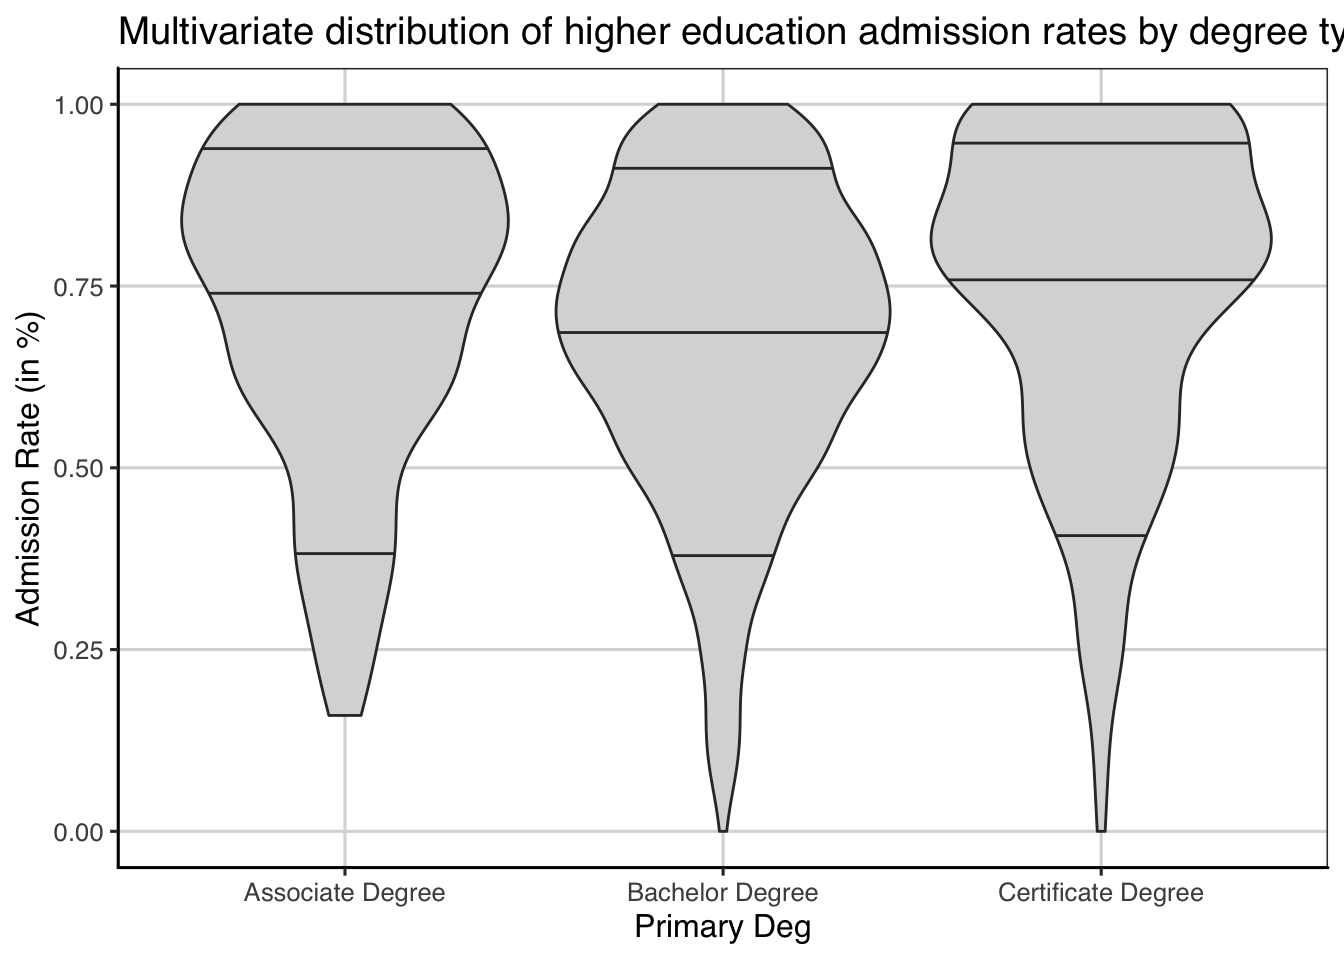 Multivariate distribution of higher education admission rates by degree ty
Admission Rate (in %)
1.00
0.75
0.50
0.25
0.00
Associate Degree Bachelor Degree Certificate Degree
Primary Deg